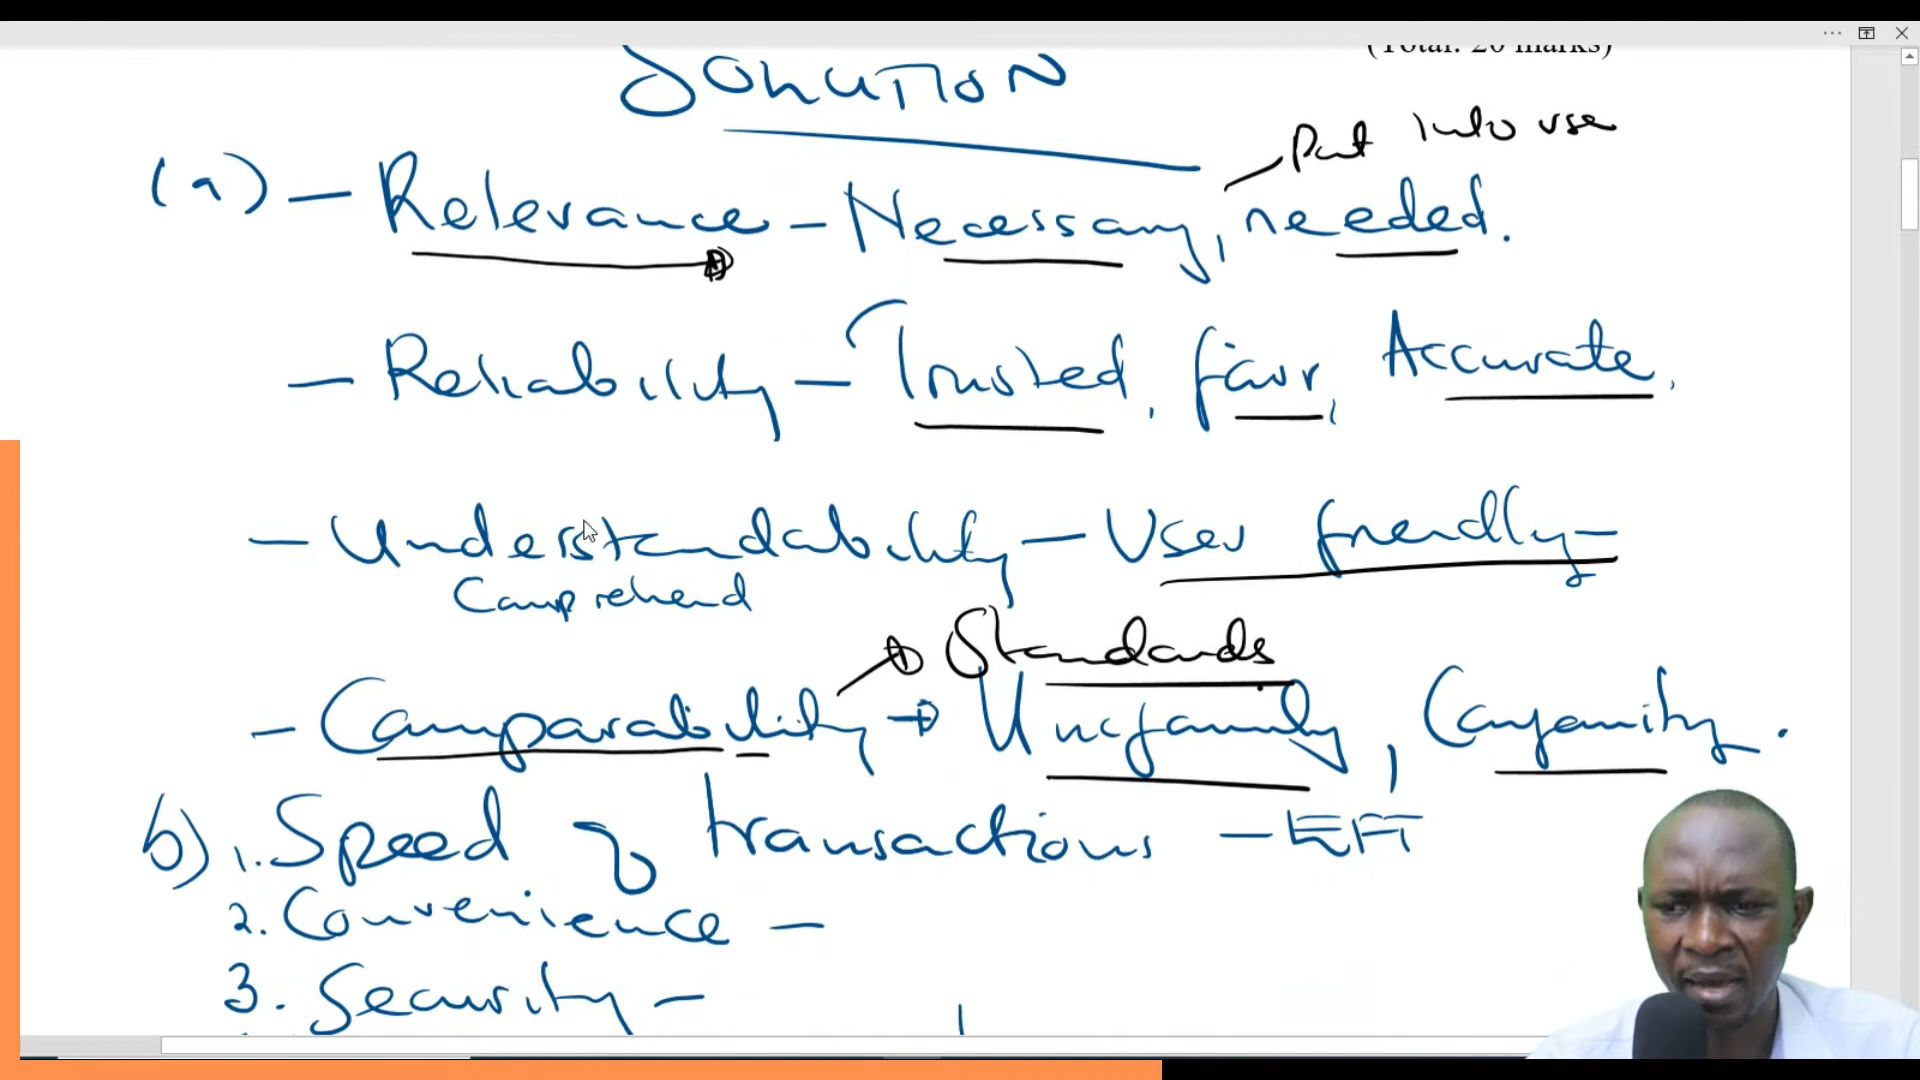 (Total: 20 marks)
SOLUTION
Put into use
(a) - Relevance - Necessary, needed.
- Reliability - Trusted, fair, Accurate.
- Understandability - User friendly -
Comprehend
Standards
- Comparability → Uniformity, Conformity.
b) 1. Speed of transactions - EFT
2. Convenience -
3. Security -